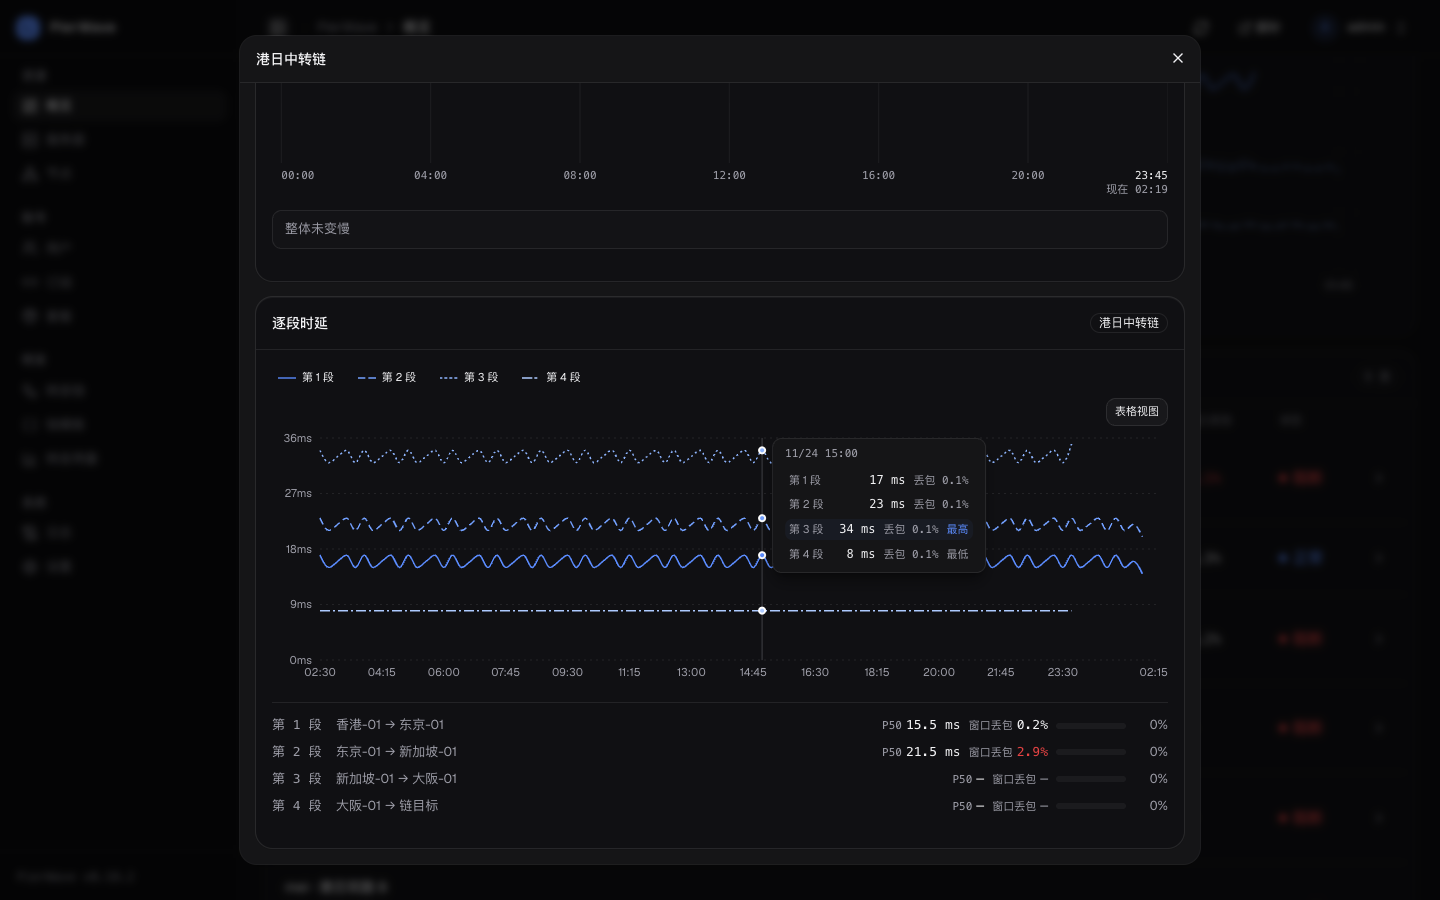 港日中转链
00:00 04:00 08:00 12:00 16:00 20:00 23:45
现在 02:19
整体未变慢
逐段时延 港日中转链
第 1 段 第 2 段 第 3 段 第 4 段
表格视图
36ms
27ms
18ms
9ms
0ms
11/24 15:00
第 1 段 17 ms 丢包 0.1%
第 2 段 23 ms 丢包 0.1%
第 3 段 34 ms 丢包 0.1% 最高
第 4 段 8 ms 丢包 0.1% 最低
02:30 04:15 06:00 07:45 09:30 11:15 13:00 14:45 16:30 18:15 20:00 21:45 23:30 02:15
第 1 段 香港-01 → 东京-01 P50 15.5 ms 窗口丢包 0.2% 0%
第 2 段 东京-01 → 新加坡-01 P50 21.5 ms 窗口丢包 2.9% 0%
第 3 段 新加坡-01 → 大阪-01 P50 — 窗口丢包 — 0%
第 4 段 大阪-01 → 链目标 P50 — 窗口丢包 — 0%